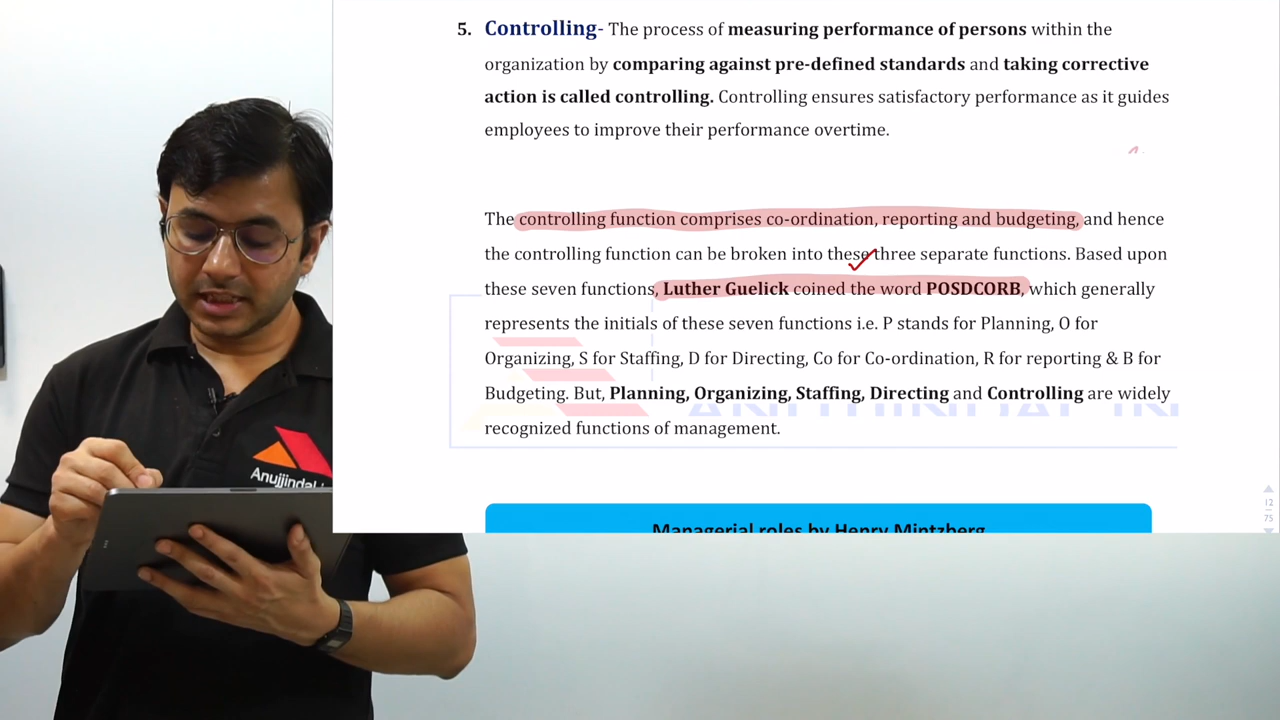 5. Controlling- The process of measuring performance of persons within the
organization by comparing against pre-defined standards and taking corrective
action is called controlling. Controlling ensures satisfactory performance as it guides
employees to improve their performance overtime.
The controlling function comprises co-ordination, reporting and budgeting, and hence
the controlling function can be broken into these three separate functions. Based upon
these seven functions, Luther Guelick coined the word POSDCORB, which generally
represents the initials of these seven functions i.e. P stands for Planning, O for
Organizing, S for Staffing, D for Directing, Co for Co-ordination, R for reporting & B for
Budgeting. But, Planning, Organizing, Staffing, Directing and Controlling are widely
recognized functions of management.
Managerial roles by Henry Mintzberg
12
75
Anujjindal